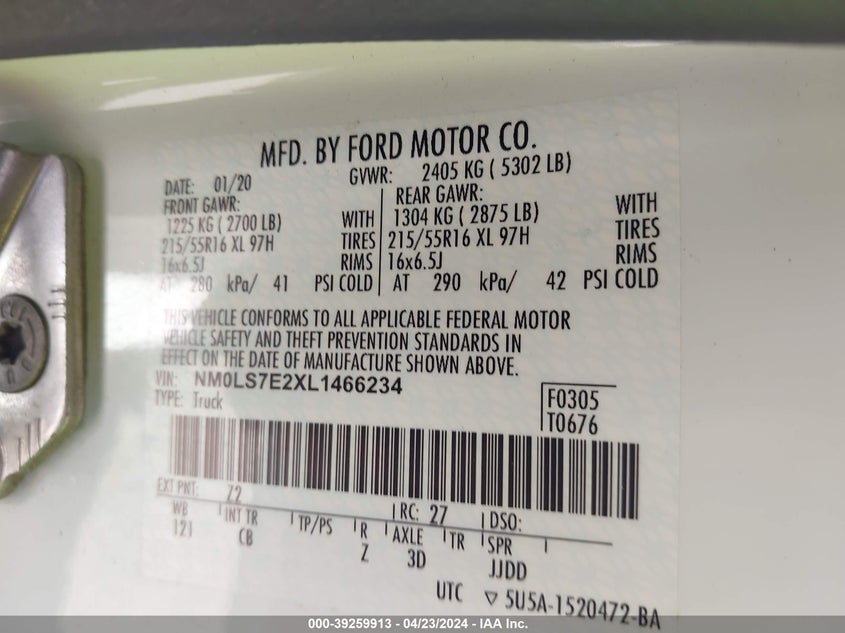 MFD. BY FORD MOTOR CO.
DATE: 01/20 GVWR: 2405 KG ( 5302 LB)
FRONT GAWR: REAR GAWR:
1225 KG ( 2700 LB) WITH 1304 KG ( 2875 LB) WITH
215/55R16 XL 97H TIRES 215/55R16 XL 97H TIRES
16x6.5J RIMS 16x6.5J RIMS
AT 280 kPa/ 41 PSI COLD AT 290 kPa/ 42 PSI COLD
THIS VEHICLE CONFORMS TO ALL APPLICABLE FEDERAL MOTOR
VEHICLE SAFETY AND THEFT PREVENTION STANDARDS IN
EFFECT ON THE DATE OF MANUFACTURE SHOWN ABOVE.
VIN: NM0LS7E2XL1466234
TYPE: Truck
F0305
T0676
EXT PNT: Z2 RC: 27 DSO:
WB INT TR TP/PS R AXLE TR SPR
121 CB Z 3D JJDD
UTC ▽ 5U5A-1520472-BA
000-39259913 - 04/23/2024 - IAA Inc.